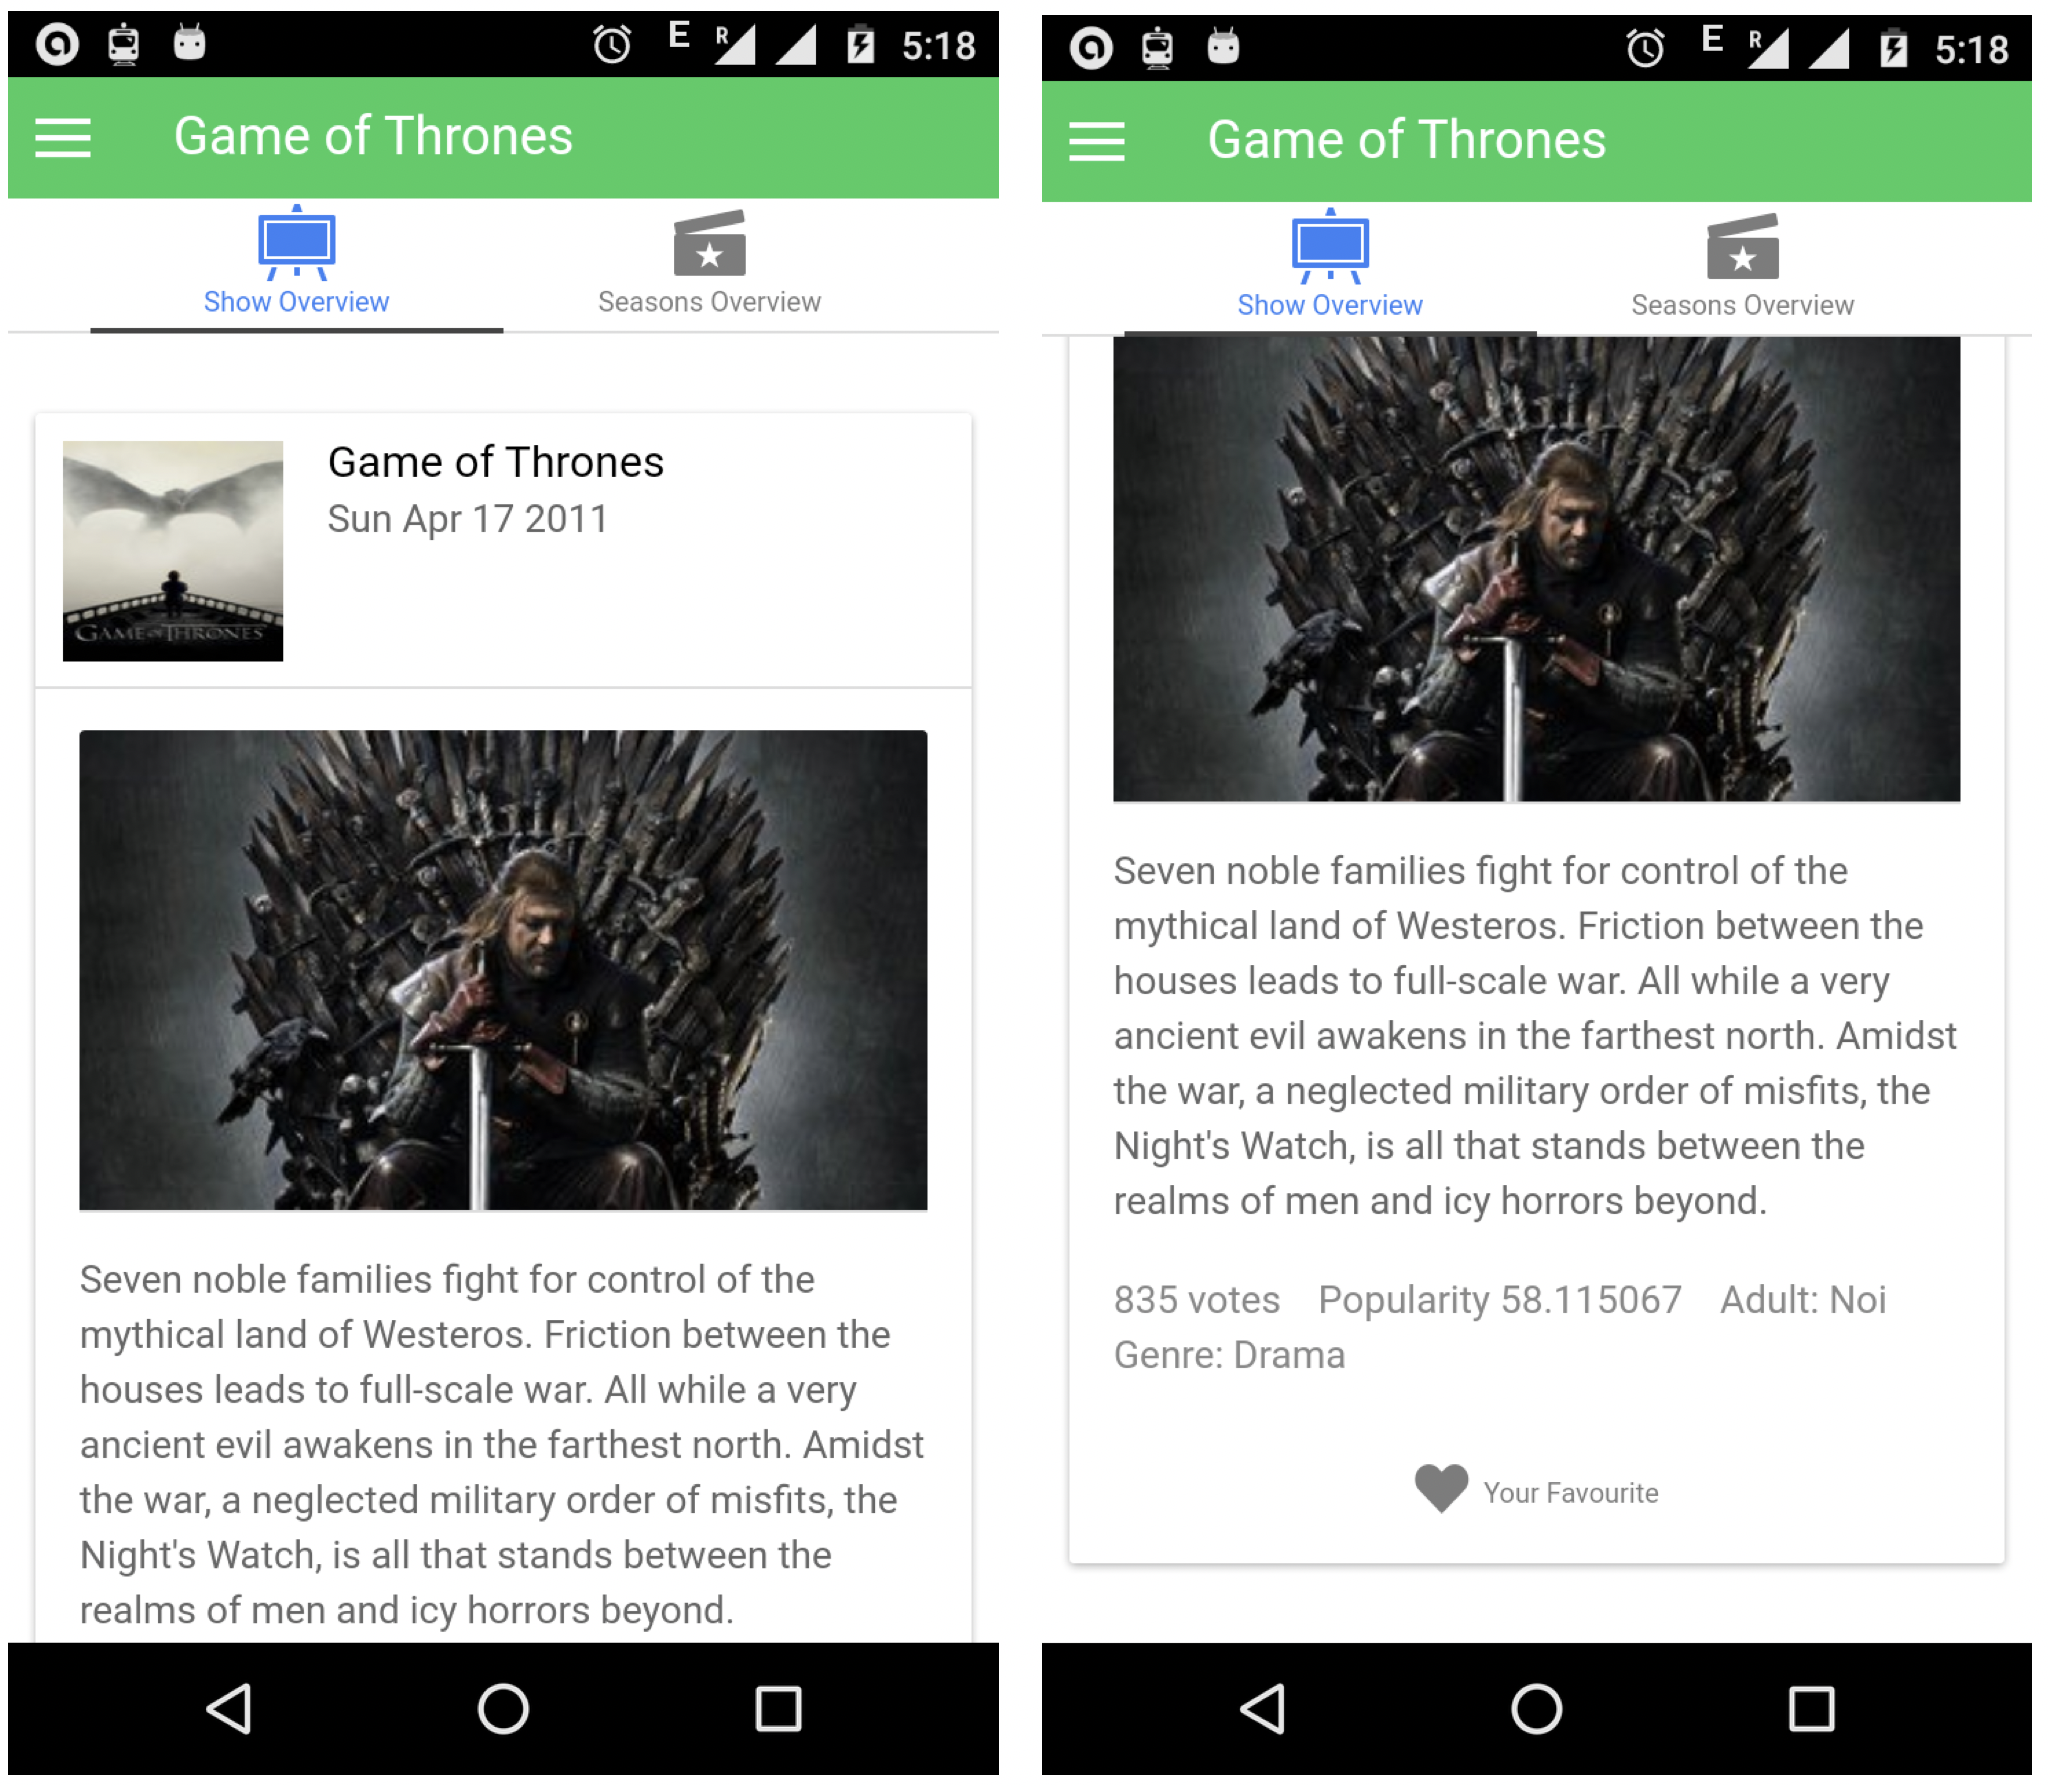 E R 5:18
Game of Thrones
Show Overview Seasons Overview
Game of Thrones
Sun Apr 17 2011
GAME OF THRONES
Seven noble families fight for control of the
mythical land of Westeros. Friction between the
houses leads to full-scale war. All while a very
ancient evil awakens in the farthest north. Amidst
the war, a neglected military order of misfits, the
Night's Watch, is all that stands between the
realms of men and icy horrors beyond.
E R 5:18
Game of Thrones
Show Overview Seasons Overview
Seven noble families fight for control of the
mythical land of Westeros. Friction between the
houses leads to full-scale war. All while a very
ancient evil awakens in the farthest north. Amidst
the war, a neglected military order of misfits, the
Night's Watch, is all that stands between the
realms of men and icy horrors beyond.
835 votes Popularity 58.115067 Adult: Noi
Genre: Drama
Your Favourite